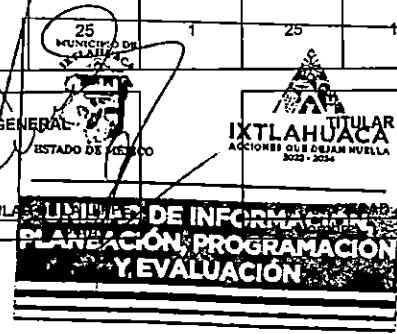 25 1 25
MUNICIPIO DE
IXTLAHUACA
GENERAL
TITULAR
IXTLAHUACA
ESTADO DE MÉXICO
ACCIONES QUE DEJAN HUELLA
2022 - 2024
UNIDAD DE INFORMACIÓN,
PLANEACIÓN, PROGRAMACIÓN
Y EVALUACIÓN